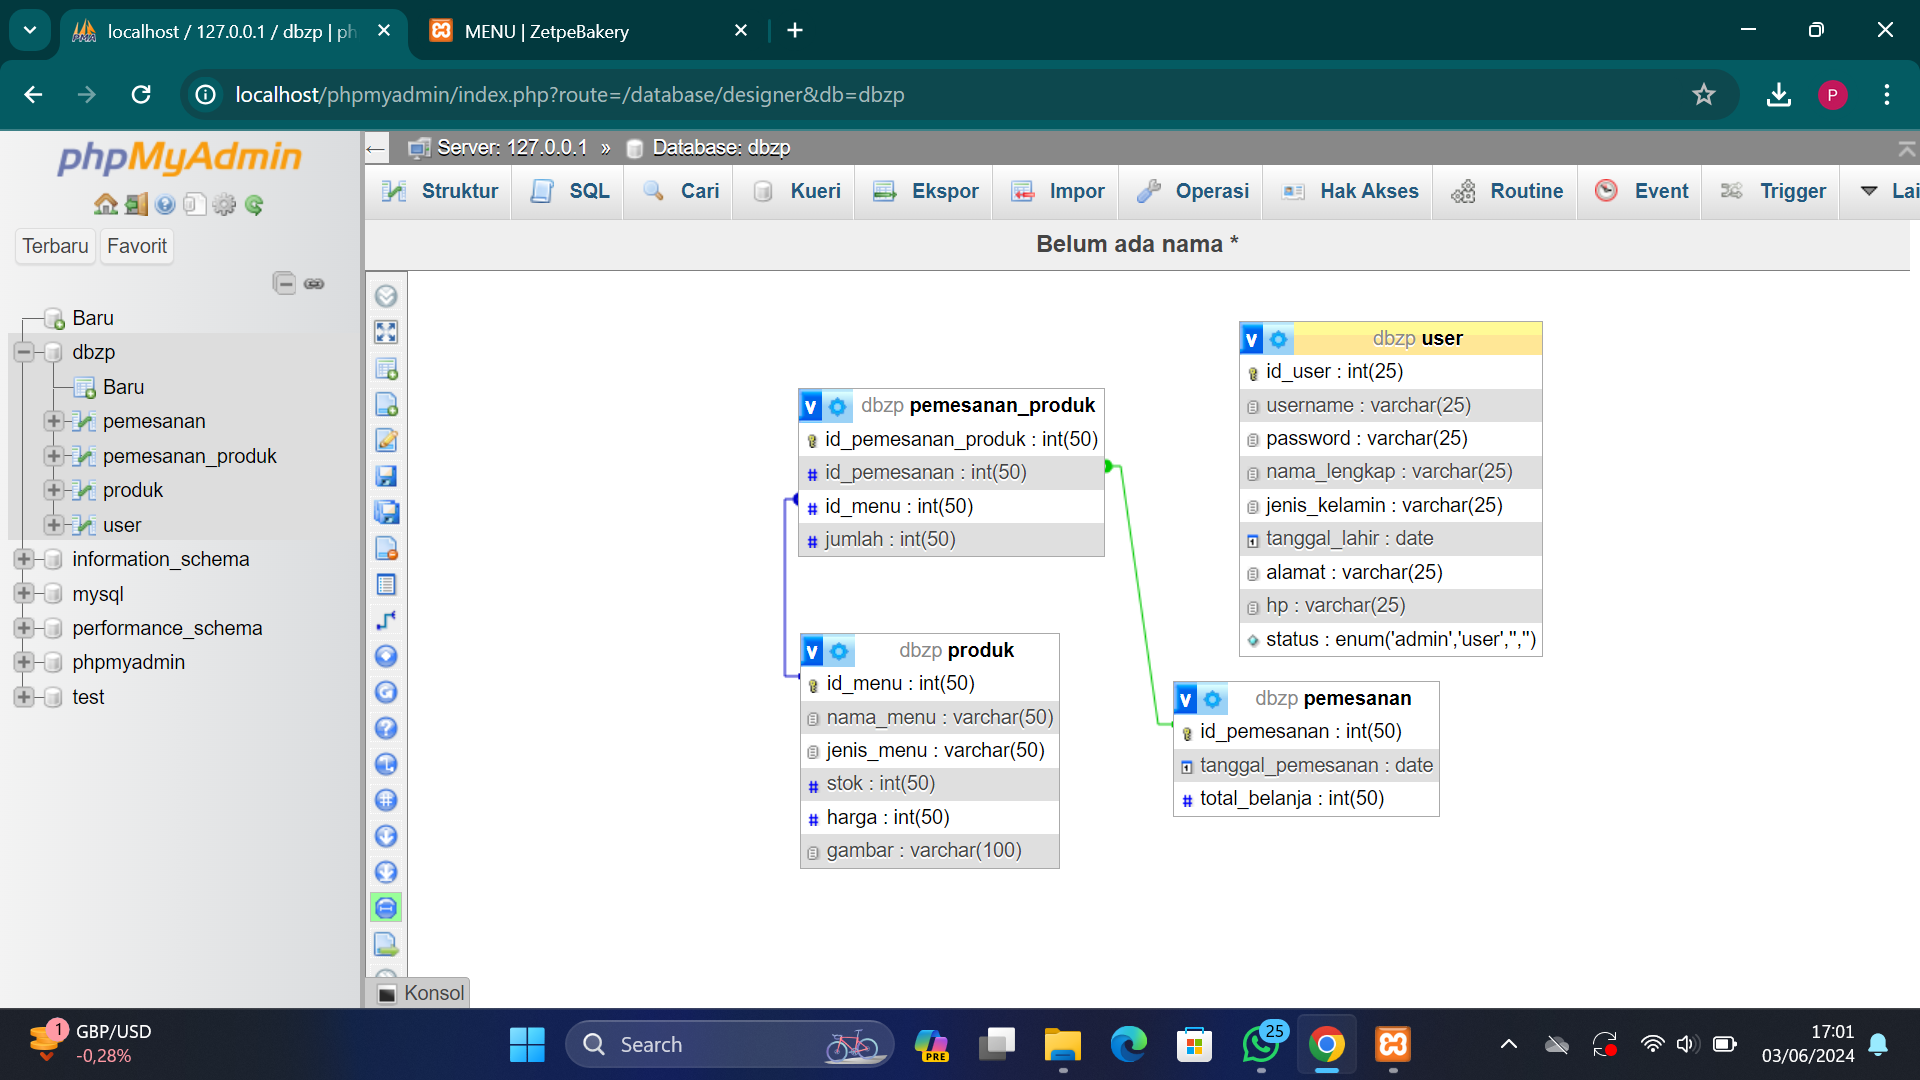 localhost / 127.0.0.1 / dbzp | ph
MENU | ZetpeBakery
localhost/phpmyadmin/index.php?route=/database/designer&db=dbzp
P
phpMyAdmin
Terbaru
Favorit
Baru
dbzp
Baru
pemesanan
pemesanan_produk
produk
user
information_schema
mysql
performance_schema
phpmyadmin
test
Server: 127.0.0.1 » Database: dbzp
Struktur
SQL
Cari
Kueri
Ekspor
Impor
Operasi
Hak Akses
Routine
Event
Trigger
Lai
Belum ada nama *
v dbzp user
id_user : int(25)
username : varchar(25)
password : varchar(25)
nama_lengkap : varchar(25)
jenis_kelamin : varchar(25)
tanggal_lahir : date
alamat : varchar(25)
hp : varchar(25)
status : enum('admin','user','','')
v dbzp pemesanan_produk
id_pemesanan_produk : int(50)
# id_pemesanan : int(50)
# id_menu : int(50)
# jumlah : int(50)
v dbzp produk
id_menu : int(50)
nama_menu : varchar(50)
jenis_menu : varchar(50)
# stok : int(50)
# harga : int(50)
gambar : varchar(100)
v dbzp pemesanan
id_pemesanan : int(50)
tanggal_pemesanan : date
# total_belanja : int(50)
Konsol
1
GBP/USD
-0,28%
Search
PRE
25
17:01
03/06/2024